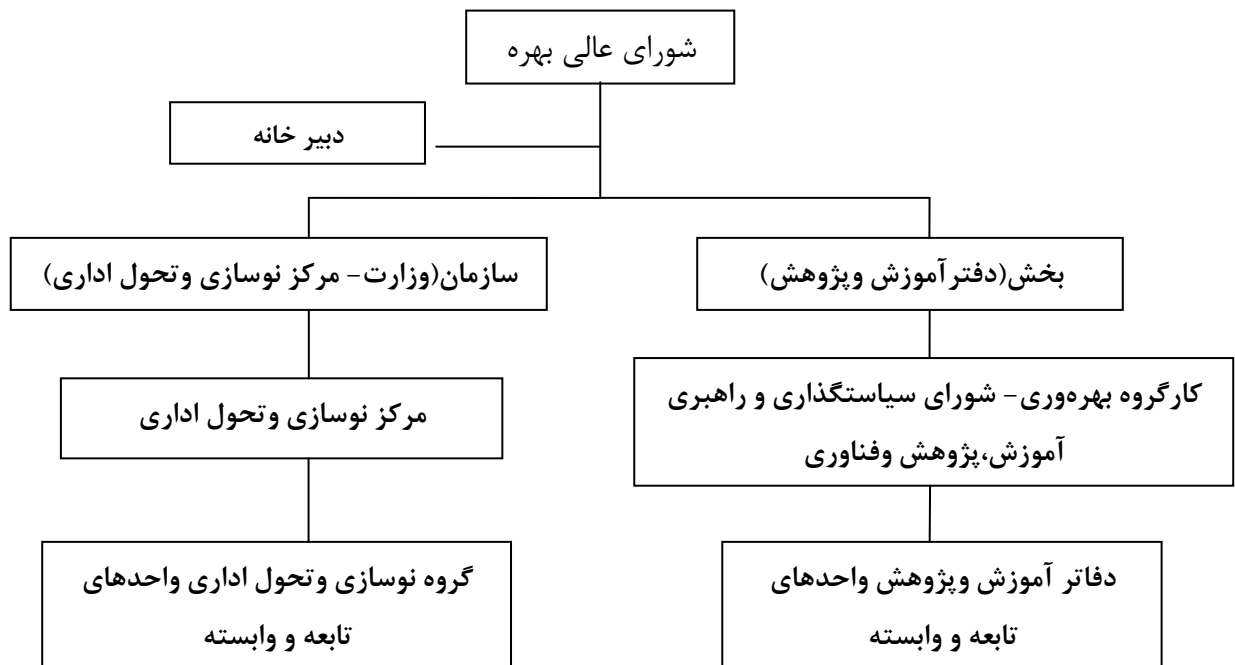 شورای عالی بهره
دبیر خانه
بخش(دفترآموزش وپژوهش)
سازمان(وزارت- مرکز نوسازی وتحول اداری)
کارگروه بهره‌وری- شورای سیاستگذاری و راهبری
آموزش،پژوهش وفناوری
مرکز نوسازی وتحول اداری
دفاتر آموزش وپژوهش واحدهای
تابعه و وابسته
گروه نوسازی وتحول اداری واحدهای
تابعه و وابسته